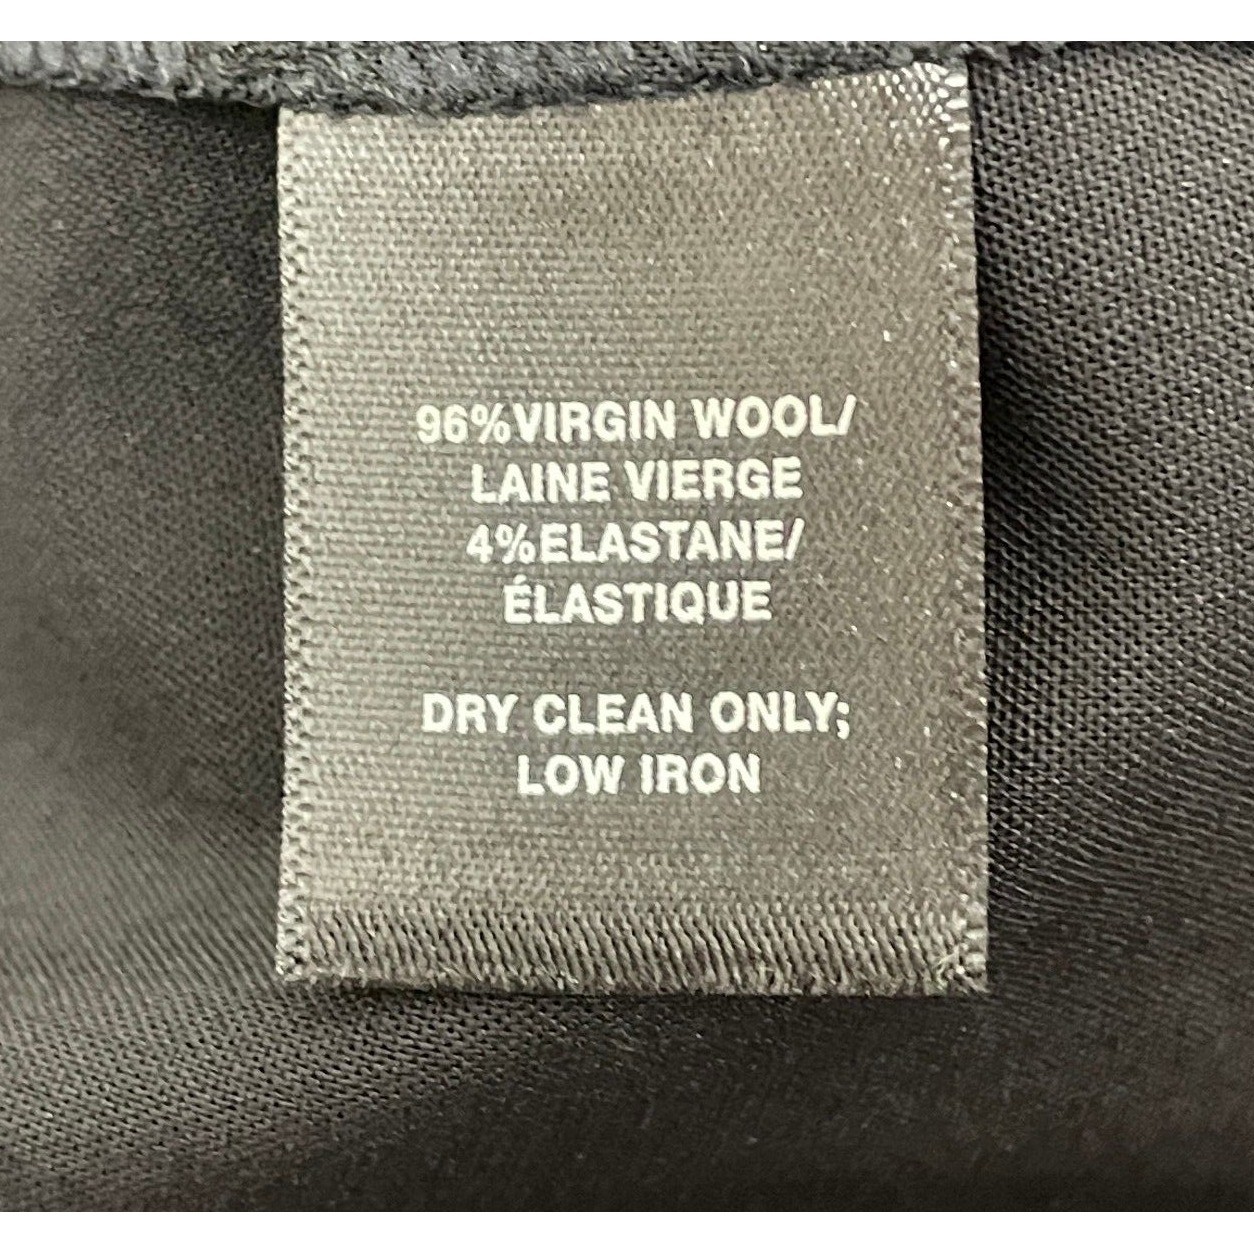 96%VIRGIN WOOL/
LAINE VIERGE
4%ELASTANE/
ÉLASTIQUE
DRY CLEAN ONLY;
LOW IRON